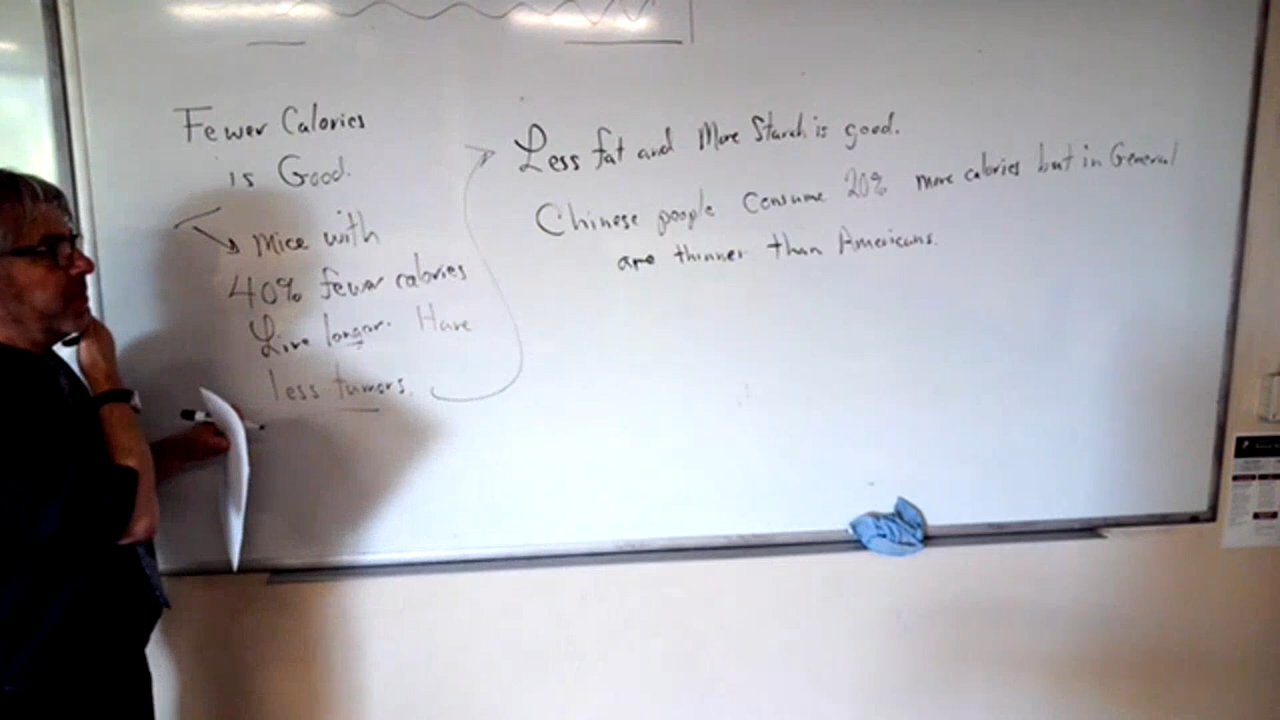 Fewer Calories
is Good.
Mice with
40% fewer calories
Live longer. Have
less tumors.
Less fat and More Starch is good.
Chinese people Consume 20% more calories but in General
are thinner than Americans.